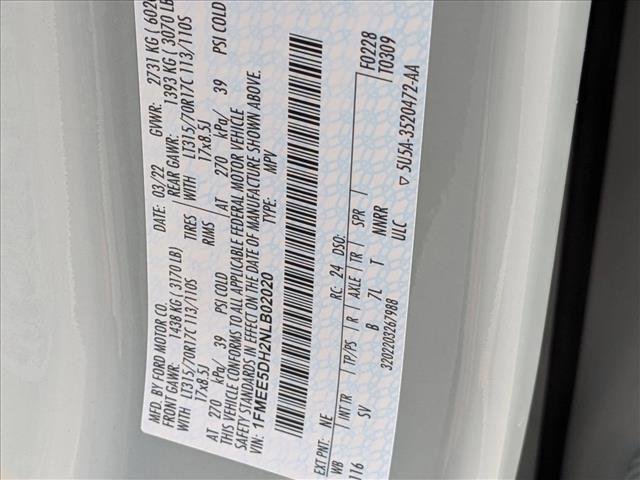 MFD. BY FORD MOTOR CO.
DATE: 03/22
GVWR: 2731 KG
FRONT GAWR: 1438 KG (3170 LB)
REAR GAWR: 1393 KG (3070 LB
WITH LT315/70R17C 113/110S
WITH LT315/70R17C 113/110S
17x8.5J
RIMS
17x8.5J
AT 270 kPa/ 39 PSI COLD
AT 270 kPa/ 39 PSI COLD
THIS VEHICLE CONFORMS TO ALL APPLICABLE FEDERAL MOTOR VEHICLE
SAFETY STANDARDS IN EFFECT ON THE DATE OF MANUFACTURE SHOWN ABOVE.
VIN: 1FMEE5DH2NLB02020
TYPE: MPV
EXT PNT: NE RC: 24 DSO: F0228
T0309
WB INT TR TP/PS R AXLE TR SPR
116 SV B 7L T WWRR
3202203267988 ULC
▽ 5U5A-3520472-AA